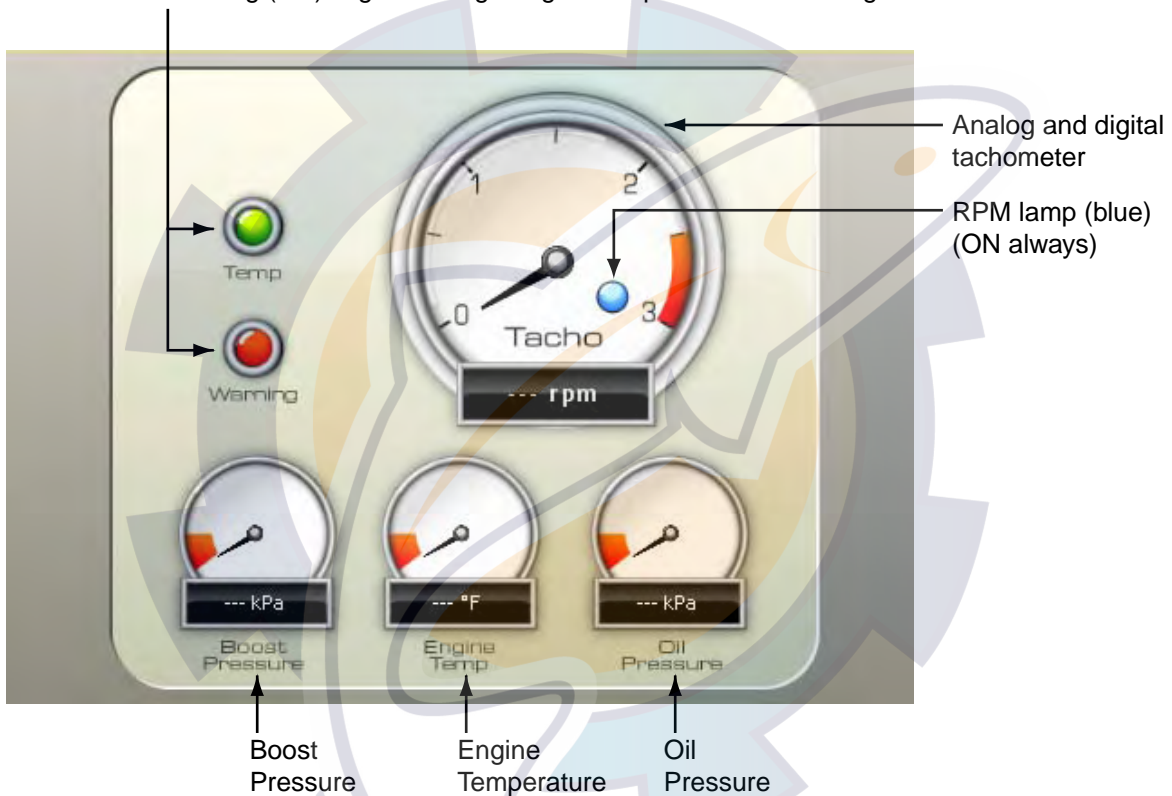 Analog and digital
tachometer
RPM lamp (blue)
(ON always)
1
2
0
3
Tacho
--- rpm
Temp
Warning
--- kPa
--- °F
--- kPa
Boost
Pressure
Engine
Temp
Oil
Pressure
Boost
Pressure
Engine
Temperature
Oil
Pressure